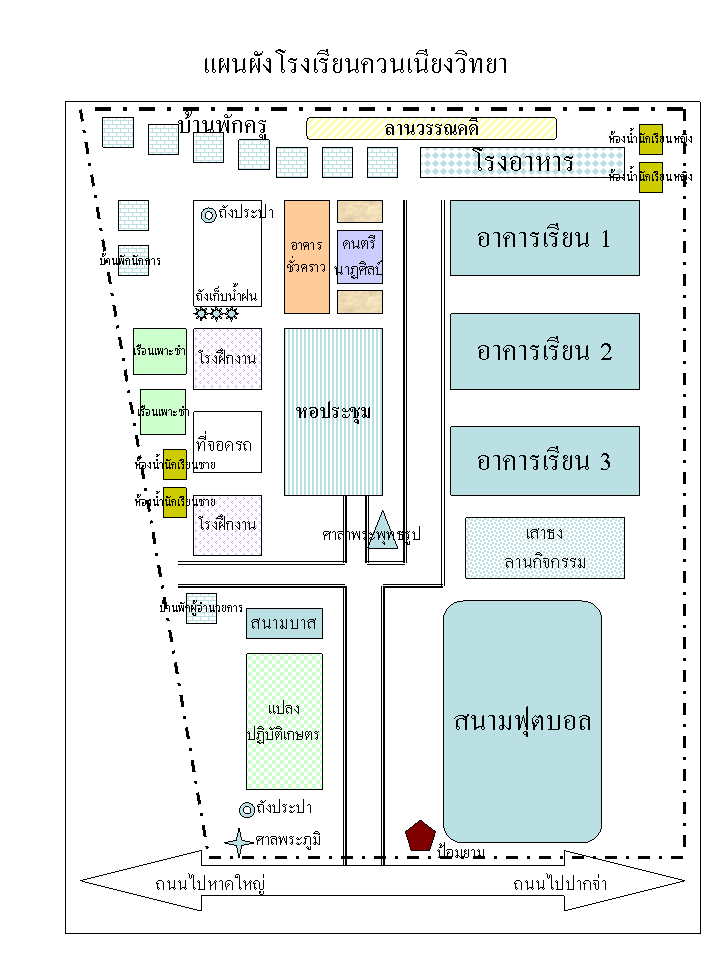 แผนผังโรงเรียนควนเนียงวิทยา
บ้านพักครู
ลานวรรณคดี
ห้องน้ำนักเรียนหญิง
โรงอาหาร
ห้องน้ำนักเรียนหญิง
ถังประปา
อาคาร
ชั่วคราว
ดนตรี
นาฏศิลป์
อาคารเรียน 1
บ้านพักนักการ
ถังเก็บน้ำฝน
เรือนเพาะชำ
โรงฝึกงาน
อาคารเรียน 2
เรือนเพาะชำ
หอประชุม
ที่จอดรถ
ห้องน้ำนักเรียนชาย
อาคารเรียน 3
ห้องน้ำนักเรียนชาย
โรงฝึกงาน
ศาลาพระพุทธรูป
เสาธง
ลานกิจกรรม
บ้านพักผู้อำนวยการ
สนามบาส
แปลง
ปฏิบัติเกษตร
สนามฟุตบอล
ถังประปา
ศาลพระภูมิ
ป้อมยาม
ถนนไปหาดใหญ่
ถนนไปปากจ่า